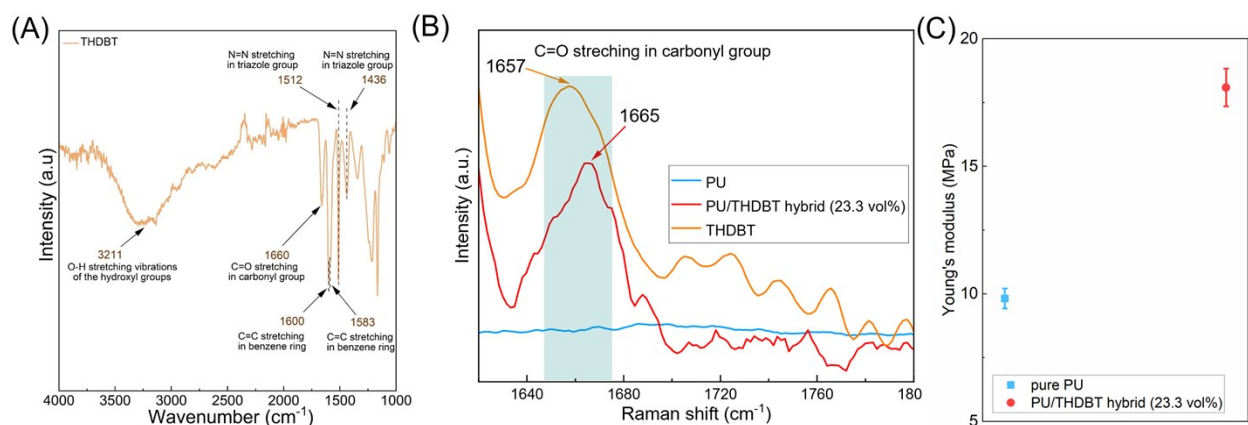 (A)
THDBT
N=N stretching
in triazole group
1512
N=N stretching
in triazole group
1436
3211
O-H stretching vibrations
of the hydroxyl groups
1660
C=O stretching
in carbonyl group
1600
C=C stretching
in benzene ring
1583
C=C stretching
in benzene ring
Intensity (a.u)
4000 3500 3000 2500 2000 1500 1000
Wavenumber (cm⁻¹)
(B)
C=O streching in carbonyl group
1657
1665
PU
PU/THDBT hybrid (23.3 vol%)
THDBT
Intensity (a.u.)
1640 1680 1720 1760 180
Raman shift (cm⁻¹)
(C)
20
15
10
5
Young's modulus (MPa)
pure PU
PU/THDBT hybrid (23.3 vol%)